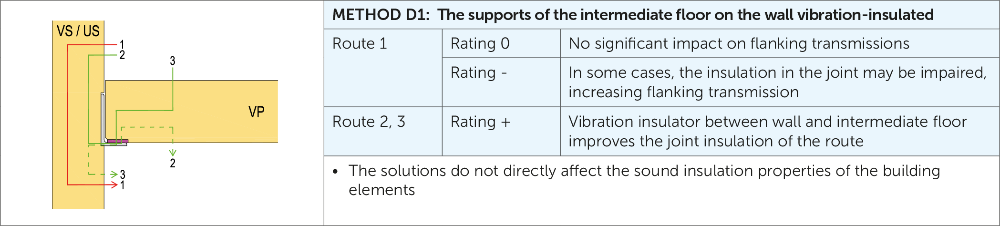 VS / US
1
2
3
VP
2
3
1
METHOD D1: The supports of the intermediate floor on the wall vibration-insulated
Route 1
Rating 0
No significant impact on flanking transmissions
Rating -
In some cases, the insulation in the joint may be impaired,
increasing flanking transmission
Route 2, 3
Rating +
Vibration insulator between wall and intermediate floor
improves the joint insulation of the route
• The solutions do not directly affect the sound insulation properties of the building
elements